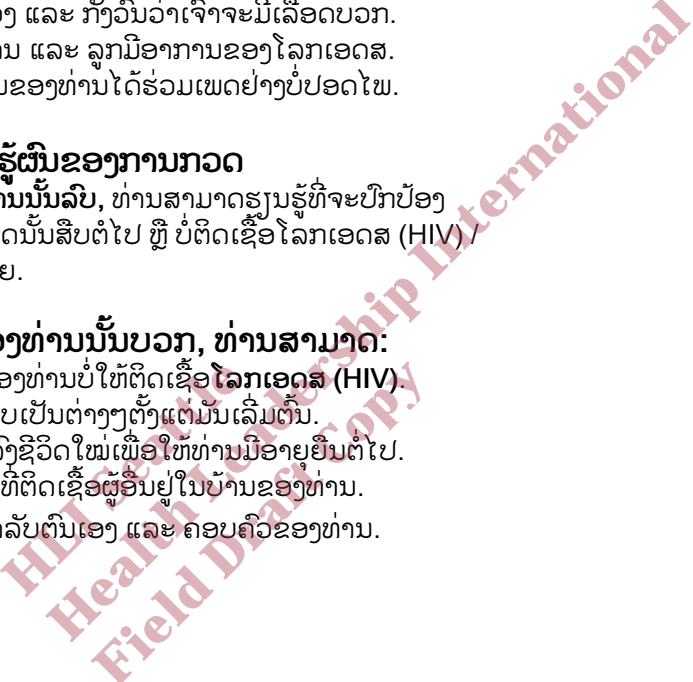 ອງ ແລະ ກັງວົນວ່າເຈົ້າຈະມີເລືອດບວກ.
ານ ແລະ ລູກມີອາການຂອງໂລກເອດສ.
ນຂອງທ່ານໄດ້ຮ່ວມເພດຢ່າງບໍ່ປອດໄພ.
ຮູ້ຜົນຂອງການກວດ
ານນັ້ນລົບ, ທ່ານສາມາດຮຽນຮູ້ທີ່ຈະປົກປ້ອງ
ດນັ້ນສືບຕໍ່ໄປ ຫຼື ບໍ່ຕິດເຊື້ອໂລກເອດສ (HIV) /
ຍ.
ອງທ່ານນັ້ນບວກ, ທ່ານສາມາດ:
ອງທ່ານບໍ່ໃຫ້ຕິດເຊື້ອໂລກເອດສ (HIV).
ບເປັນຕ່າງໆຕັ້ງແຕ່ມັນເລີ່ມຕົ້ນ.
ົງຊີວິດໃໝ່ເພື່ອໃຫ້ທ່ານມີອາຍຸຍືນຕໍ່ໄປ.
ທີ່ຕິດເຊື້ອຜູ້ອື່ນຢູ່ໃນບ້ານຂອງທ່ານ.
ລັບຕົນເອງ ແລະ ຄອບຄົວຂອງທ່ານ.
HLI Seattle
Health Leadership International
Field Draft Copy